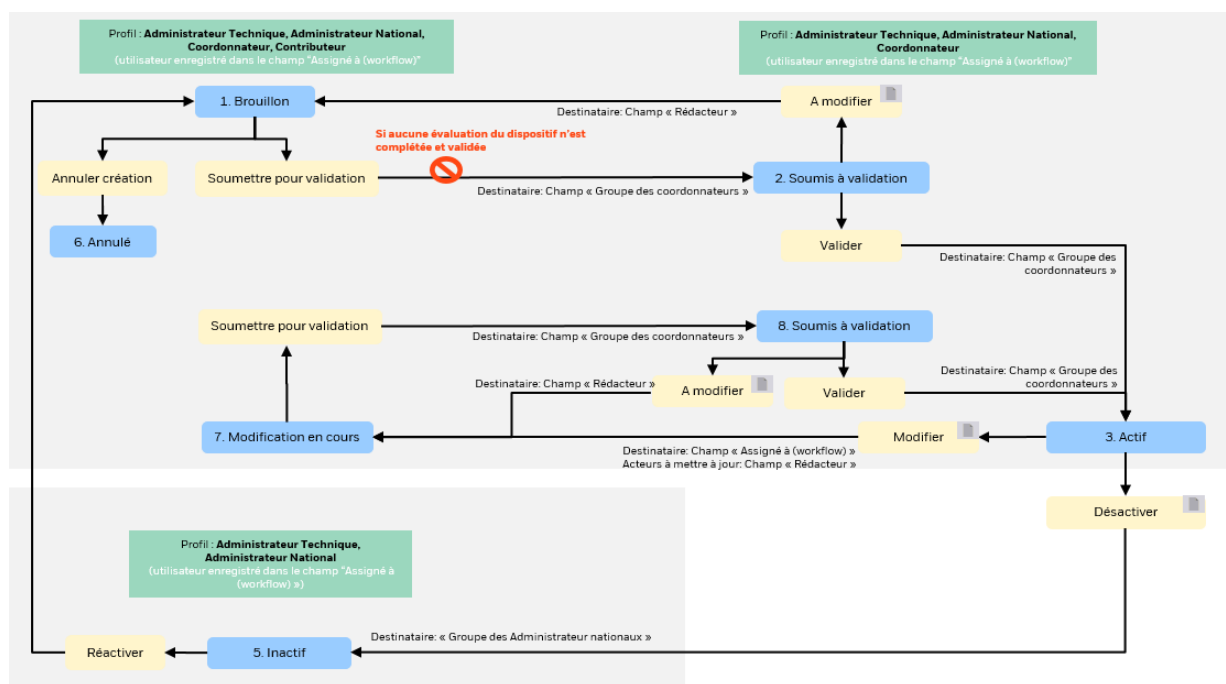 Profil : Administrateur Technique, Administrateur National,
Coordonnateur, Contributeur
(utilisateur enregistré dans le champ "Assigné à (workflow)"
Profil : Administrateur Technique, Administrateur National,
Coordonnateur
(utilisateur enregistré dans le champ "Assigné à (workflow)"
1. Brouillon
A modifier
Destinataire: Champ « Rédacteur »
Si aucune évaluation du dispositif n'est
complétée et validée
Annuler création
Soumettre pour validation
2. Soumis à validation
Destinataire: Champ « Groupe des coordonnateurs »
6. Annulé
Valider
Destinataire: Champ « Groupe des
coordonnateurs »
Soumettre pour validation
8. Soumis à validation
Destinataire: Champ « Groupe des coordonnateurs »
Destinataire: Champ « Groupe des
coordonnateurs »
Destinataire: Champ « Rédacteur »
A modifier
Valider
7. Modification en cours
Modifier
3. Actif
Destinataire: Champ « Assigné à (workflow) »
Acteurs à mettre à jour: Champ « Rédacteur »
Désactiver
Profil : Administrateur Technique,
Administrateur National
(utilisateur enregistré dans le champ "Assigné à
(workflow) »)
Destinataire: « Groupe des Administrateur nationaux »
Réactiver
5. Inactif